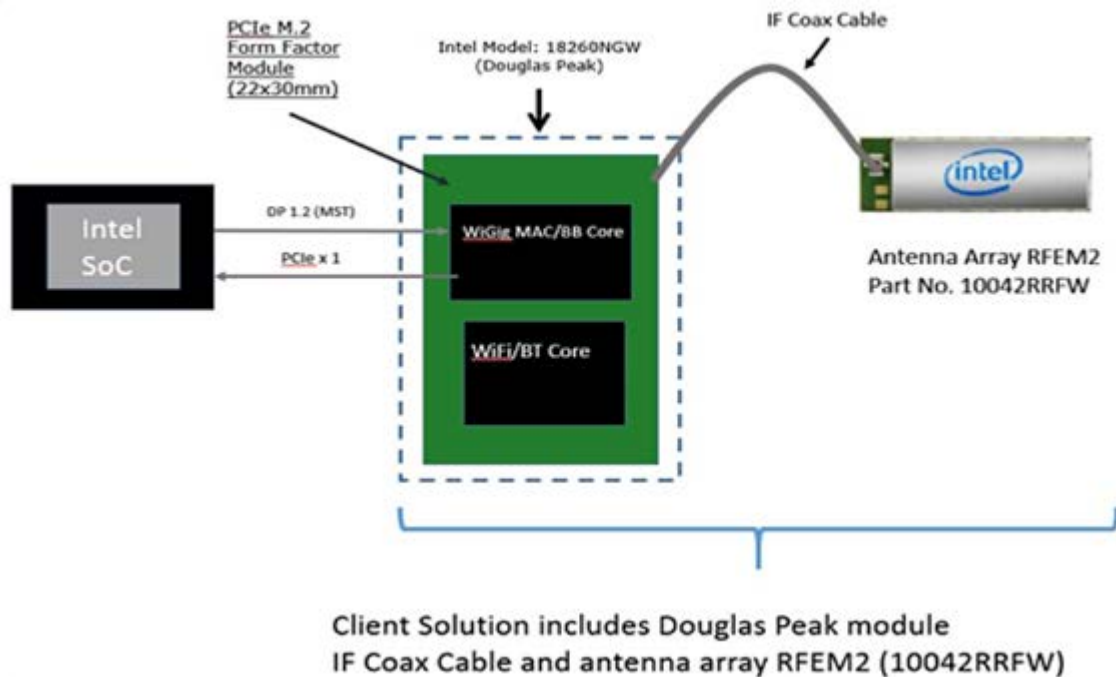 PCIe M.2
Form Factor
Module
(22x30mm)
Intel Model: 18260NGW
(Douglas Peak)
IF Coax Cable
intel
Intel
SoC
DP 1.2 (MST)
PCIe x 1
WiGig MAC/BB Core
WiFi/BT Core
Antenna Array RFEM2
Part No. 10042RRFW
Client Solution includes Douglas Peak module
IF Coax Cable and antenna array RFEM2 (10042RRFW)